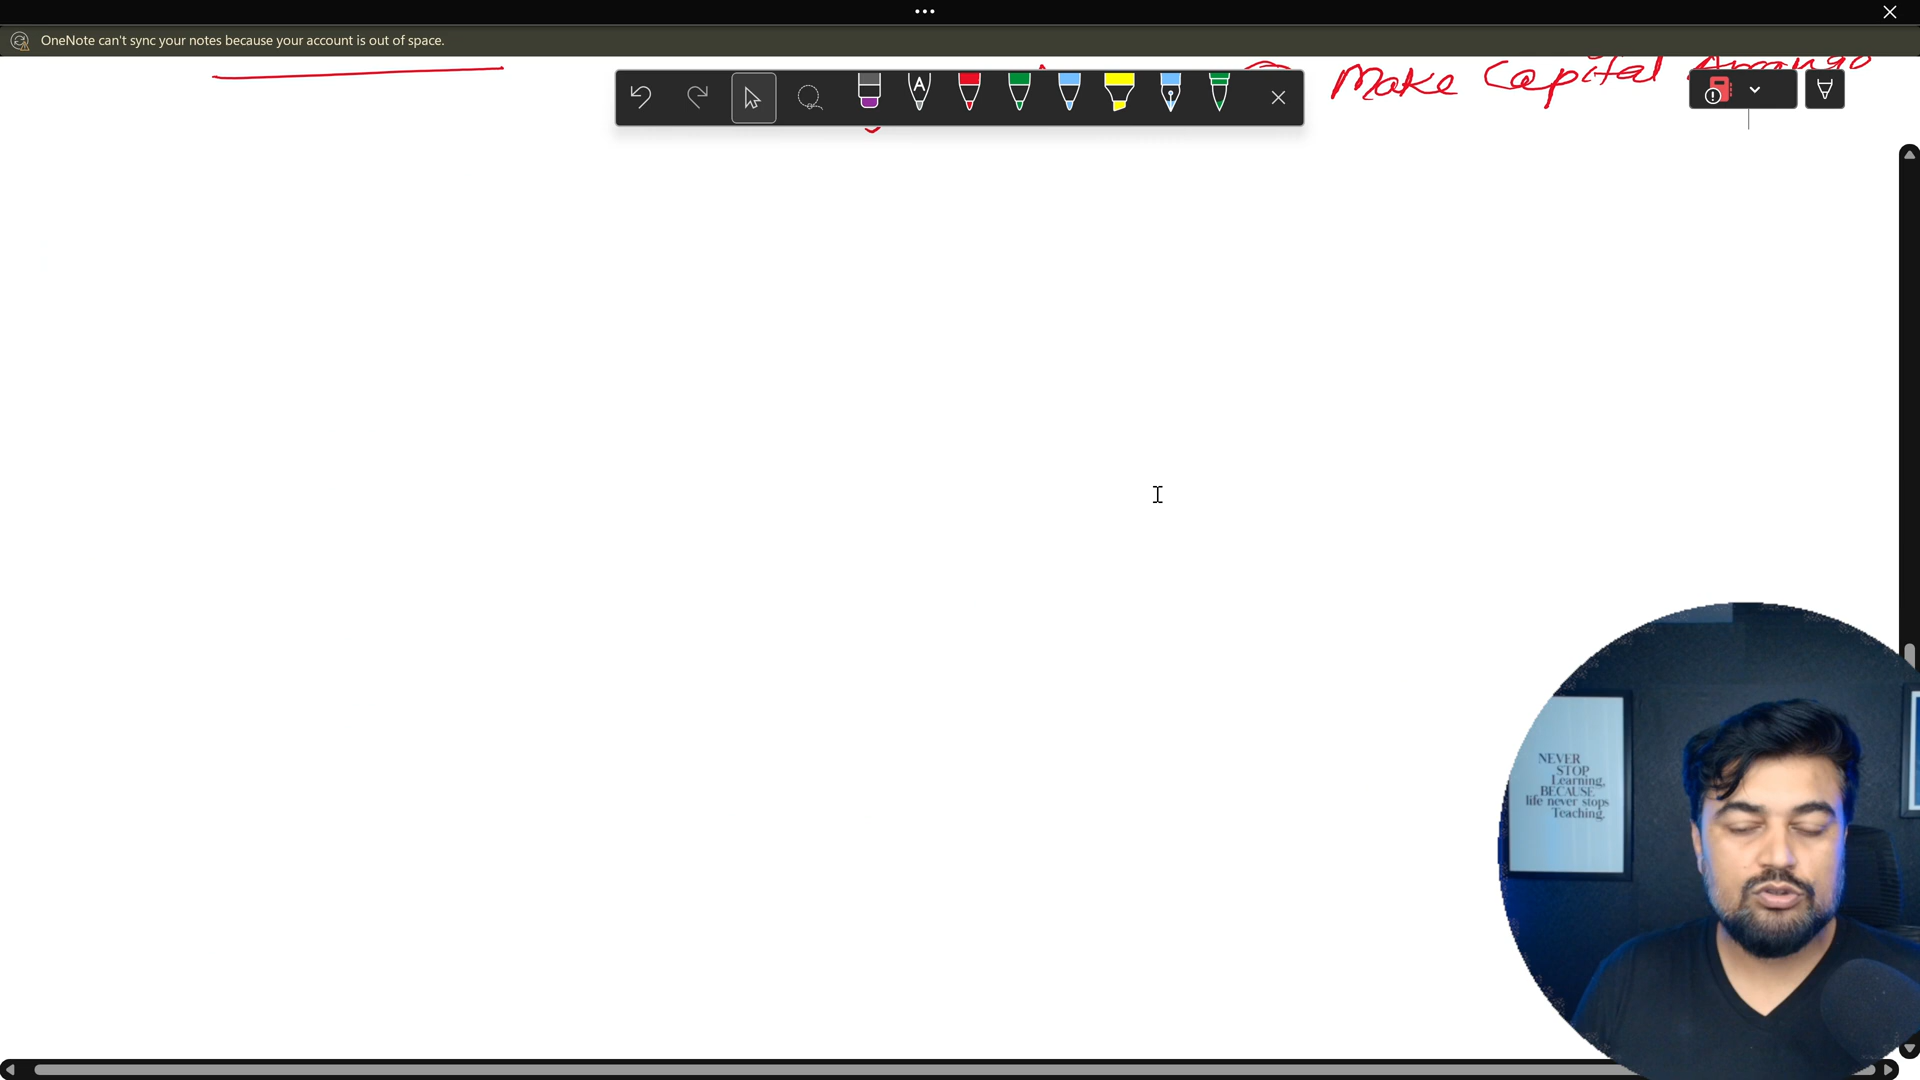 OneNote can't sync your notes because your account is out of space.
Make Capital
NEVER
STOP
Learning,
BECAUSE
life never stops
Teaching.